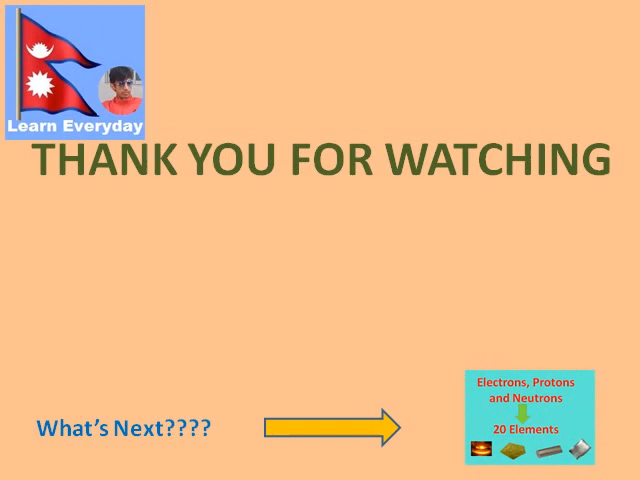 Learn Everyday
THANK YOU FOR WATCHING
Electrons, Protons
and Neutrons
20 Elements
What's Next????